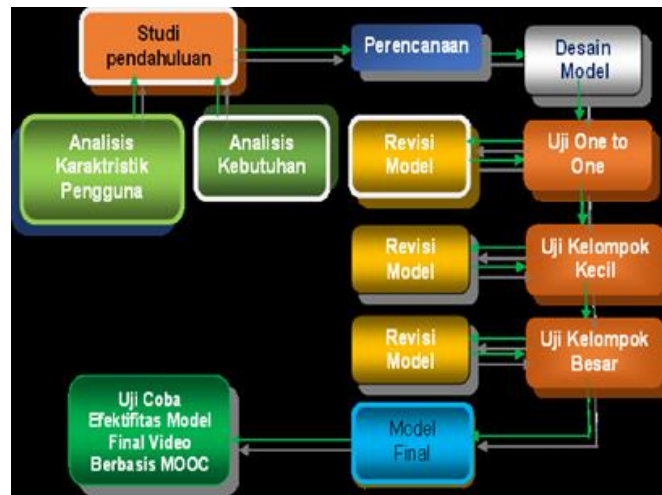 Studi
pendahuluan
Perencanaan
Desain
Model
Analisis
Karaktristik
Pengguna
Analisis
Kebutuhan
Revisi
Model
Uji One to
One
Revisi
Model
Uji Kelompok
Kecil
Revisi
Model
Uji Kelompok
Besar
Uji Coba
Efektifitas Model
Final Video
Berbasis MOOC
Model
Final